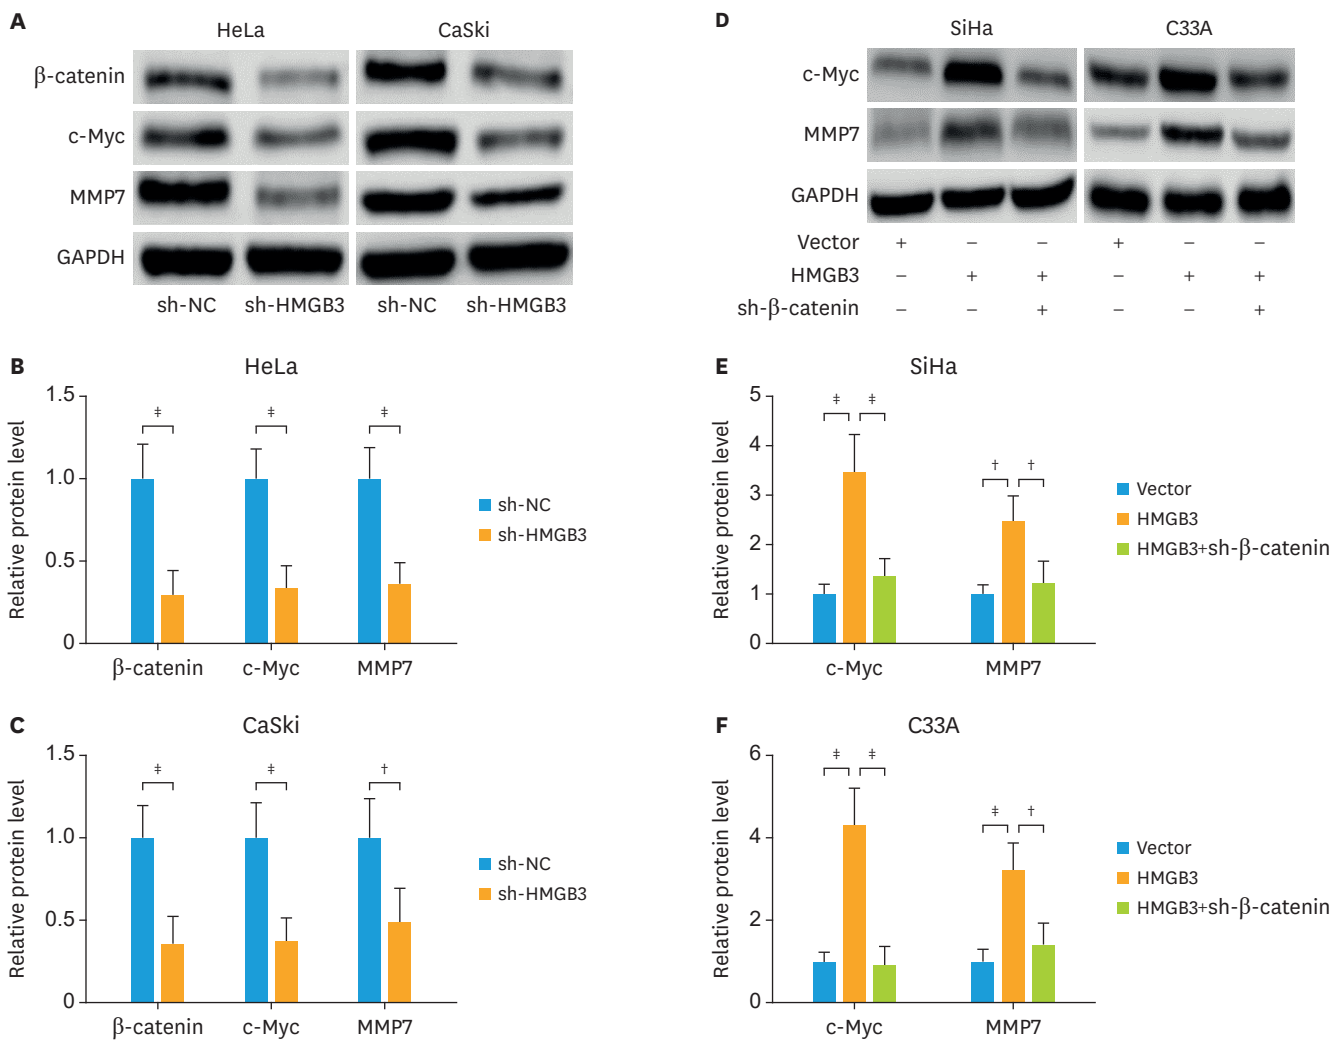 A
HeLa CaSki
β-catenin
c-Myc
MMP7
GAPDH
sh-NC sh-HMGB3 sh-NC sh-HMGB3
D
SiHa C33A
c-Myc
MMP7
GAPDH
Vector + – – + – –
HMGB3 – + + – + +
sh-β-catenin – – + – – +
B
HeLa
Relative protein level
1.5
1.0
0.5
0
‡ ‡ ‡
β-catenin c-Myc MMP7
sh-NC
sh-HMGB3
E
SiHa
Relative protein level
5
4
3
2
1
0
‡ ‡ † †
c-Myc MMP7
Vector
HMGB3
HMGB3+sh-β-catenin
C
CaSki
Relative protein level
1.5
1.0
0.5
0
‡ ‡ †
β-catenin c-Myc MMP7
sh-NC
sh-HMGB3
F
C33A
Relative protein level
6
4
2
0
‡ ‡ ‡ †
c-Myc MMP7
Vector
HMGB3
HMGB3+sh-β-catenin